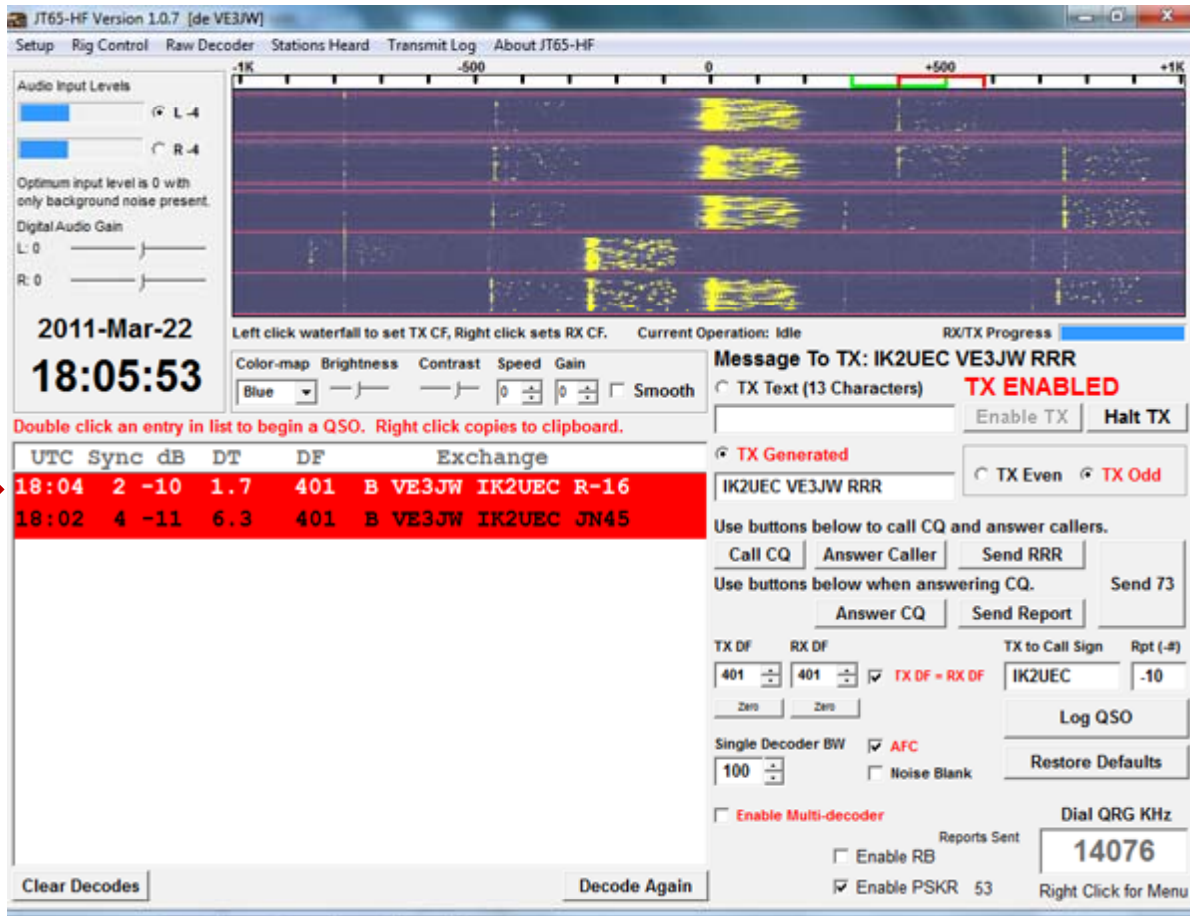 JT65-HF Version 1.0.7 [de VE3JW]
Setup Rig Control Raw Decoder Stations Heard Transmit Log About JT65-HF
-1K -500 0 +500 +1K
Audio Input Levels
L -4
R -4
Optimum input level is 0 with
only background noise present.
Digital Audio Gain
L: 0
R: 0
2011-Mar-22
18:05:53
Left click waterfall to set TX CF, Right click sets RX CF. Current Operation: Idle RX/TX Progress
Color-map Brightness Contrast Speed Gain
Blue 0 0 Smooth
Double click an entry in list to begin a QSO. Right click copies to clipboard.
UTC Sync dB DT DF Exchange
18:04 2 -10 1.7 401 B VE3JW IK2UEC R-16
18:02 4 -11 6.3 401 B VE3JW IK2UEC JN45
Clear Decodes Decode Again
Message To TX: IK2UEC VE3JW RRR
TX Text (13 Characters) TX ENABLED
Enable TX Halt TX
TX Generated
IK2UEC VE3JW RRR TX Even TX Odd
Use buttons below to call CQ and answer callers.
Call CQ Answer Caller Send RRR
Use buttons below when answering CQ. Send 73
Answer CQ Send Report
TX DF RX DF TX to Call Sign Rpt (-#)
401 401 TX DF = RX DF IK2UEC -10
Zero Zero Log QSO
Single Decoder BW AFC
100 Noise Blank Restore Defaults
Enable Multi-decoder Dial QRG KHz
Reports Sent
Enable RB 14076
Enable PSKR 53 Right Click for Menu